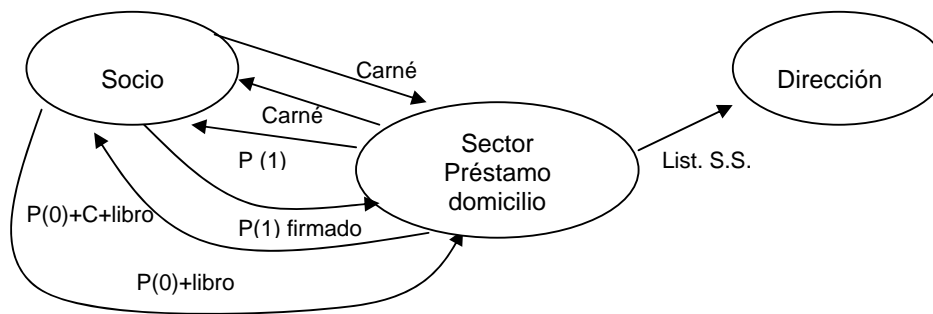 Socio
Carné
Dirección
Carné
Sector
Préstamo
domicilio
P (1)
List. S.S.
P(0)+C+libro
P(1) firmado
P(0)+libro